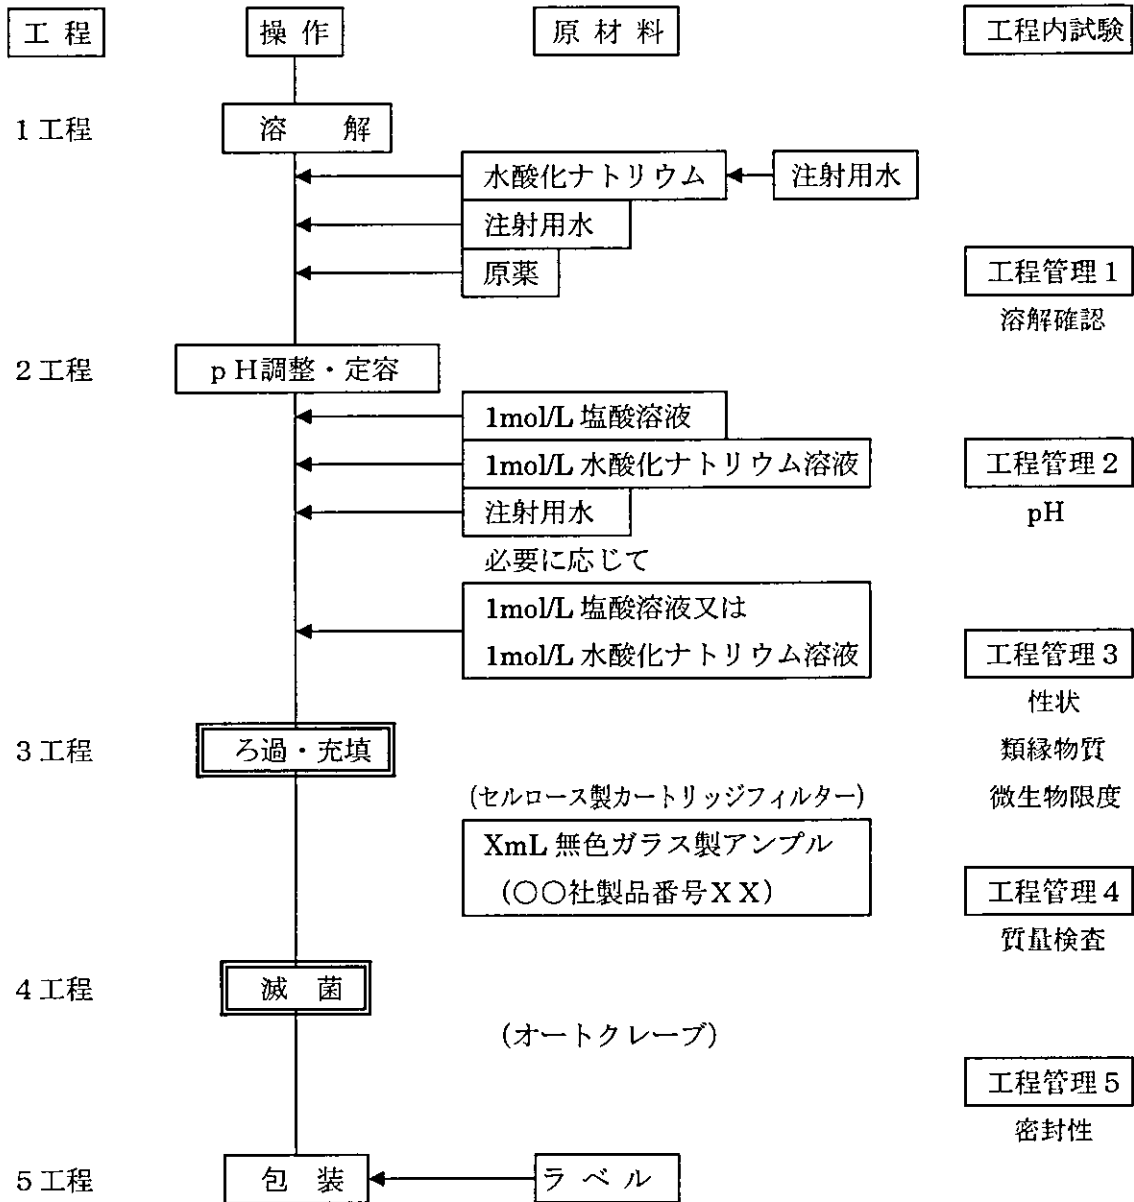 工程 操作 原材料 工程内試験
1工程 溶解
水酸化ナトリウム 注射用水
注射用水
原薬 工程管理1
溶解確認
2工程 pH調整・定容
1mol/L 塩酸溶液
1mol/L 水酸化ナトリウム溶液 工程管理2
注射用水 pH
必要に応じて
1mol/L 塩酸溶液又は
1mol/L 水酸化ナトリウム溶液 工程管理3
性状
3工程 ろ過・充填 類縁物質
(セルロース製カートリッジフィルター) 微生物限度
XmL 無色ガラス製アンプル
(○○社製品番号XX) 工程管理4
質量検査
4工程 滅菌
(オートクレーブ)
工程管理5
密封性
5工程 包装 ラベル